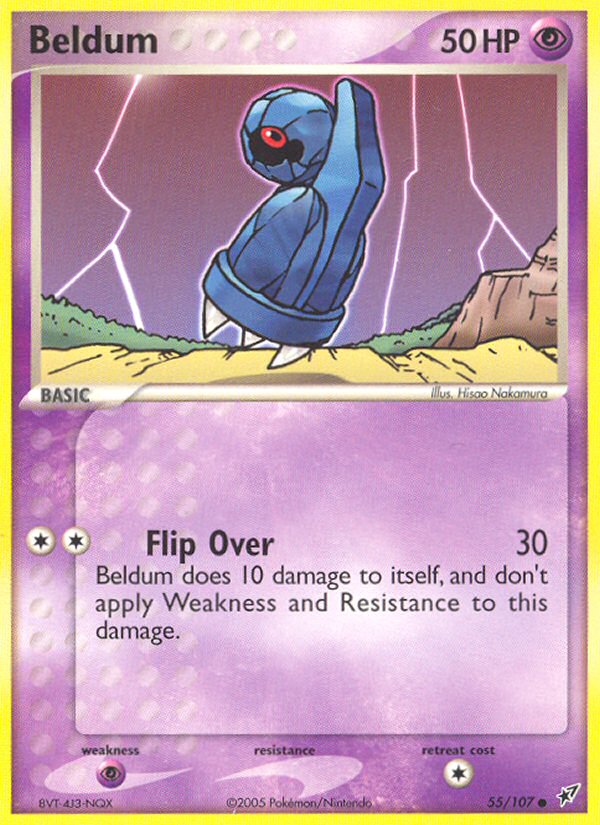 Beldum
50 HP
BASIC
Illus. Hisao Nakamura
Flip Over 30
Beldum does 10 damage to itself, and don't
apply Weakness and Resistance to this
damage.
weakness resistance retreat cost
8VT-4J3-NQX ©2005 Pokémon/Nintendo 55/107